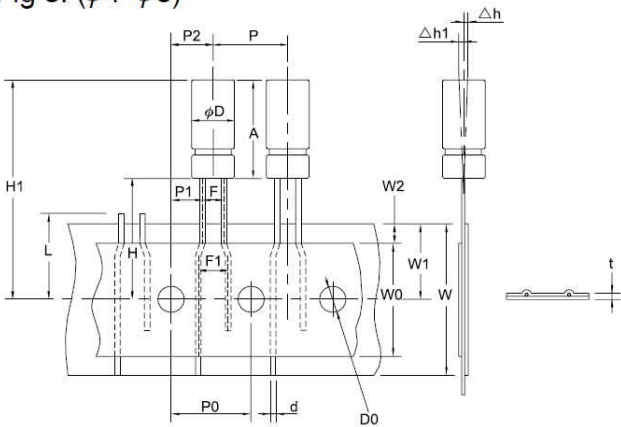 △h
P2 P △h1
φD A
H1
P1 F W2
L H W1
F1 W0 W t
P0 d D0